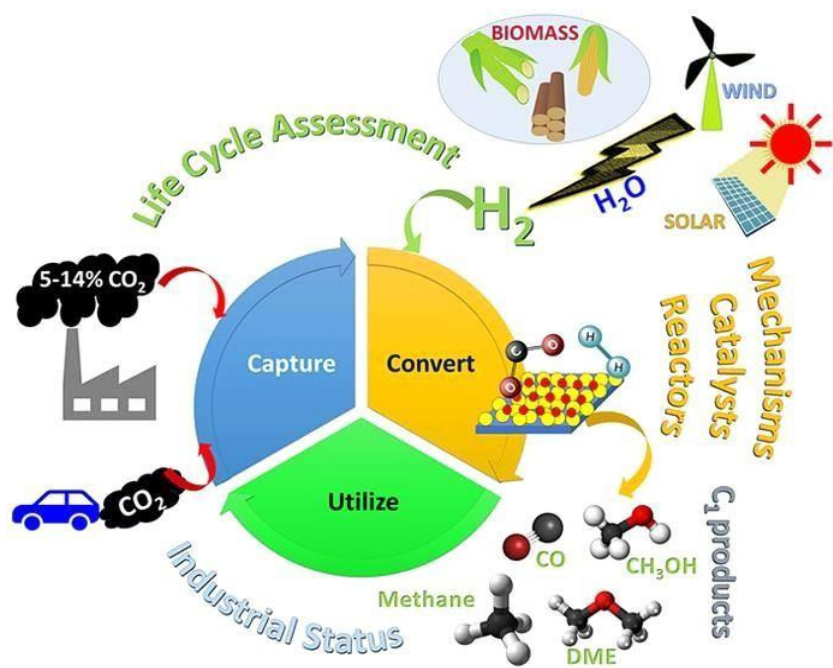 BIOMASS
WIND
Life Cycle Assessment
H₂
H₂O
SOLAR
5-14% CO₂
Capture
Convert
C
O
O
H
H
Mechanisms
Catalysts
Reactors
CO₂
Utilize
CO
CH₃OH
Methane
DME
C₁ products
Industrial Status